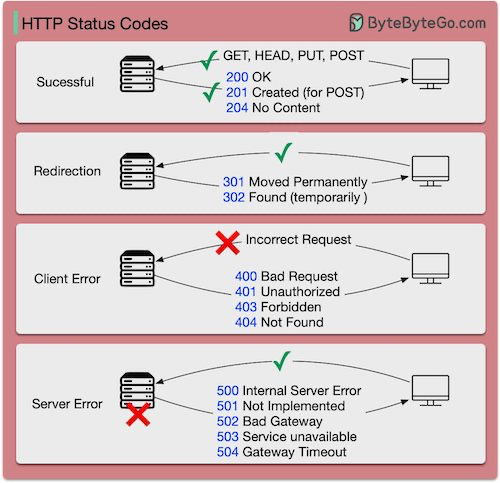 HTTP Status Codes
ByteByteGo.com
GET, HEAD, PUT, POST
Sucessful
200 OK
201 Created (for POST)
204 No Content
Redirection
301 Moved Permanently
302 Found (temporarily )
Incorrect Request
Client Error
400 Bad Request
401 Unauthorized
403 Forbidden
404 Not Found
Server Error
500 Internal Server Error
501 Not Implemented
502 Bad Gateway
503 Service unavailable
504 Gateway Timeout